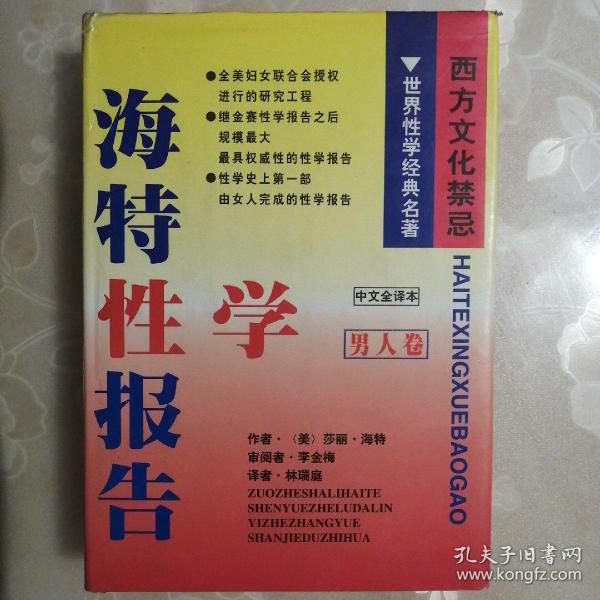 西方文化禁忌
▼世界性学经典名著
●全美妇女联合会授权
进行的研究工程
●继金赛性学报告之后
规模最大
最具权威性的性学报告
●性学史上第一部
由女人完成的性学报告
海特性学报告
HAITEXINGXUEBAOGAO
中文全译本
男人卷
作者·〈美〉莎丽·海特
审阅者·李金梅
译者·林瑞庭
ZUOZHESHALIHAITE
SHENYUEZHELUDALIN
YIZHEZHANGYUE
SHANJIEDUZHIHUA
孔夫子旧书网
www.kongfz.com